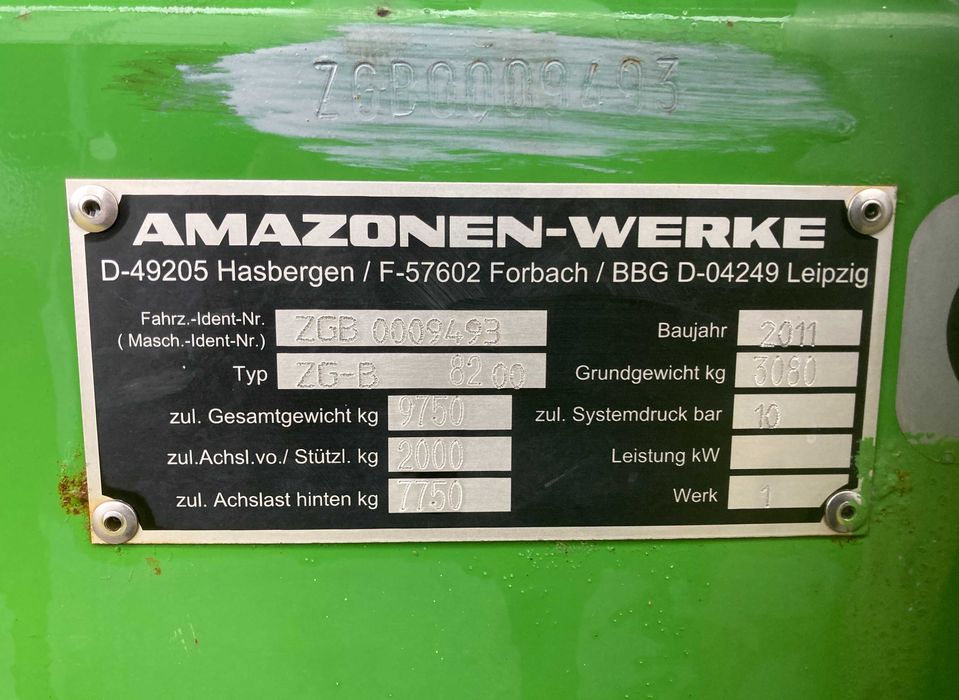 ZGB0009493
AMAZONEN-WERKE
D-49205 Hasbergen / F-57602 Forbach / BBG D-04249 Leipzig
Fahrz.-Ident-Nr.
( Masch.-Ident-Nr.) ZGB 0009493 Baujahr 2011
Typ ZG-B 8200 Grundgewicht kg 3080
zul. Gesamtgewicht kg 9750 zul. Systemdruck bar 10
zul.Achsl.vo./ Stützl. kg 2000 Leistung kW
zul. Achslast hinten kg 7750 Werk 1